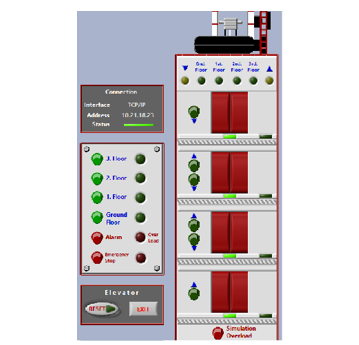 Grd. Floor
1st. Floor
2nd. Floor
3rd. Floor
Connection
Interface TCP/IP
Address 10.21.18.23
Status
3. Floor
2. Floor
1. Floor
Ground Floor
Alarm
Over Load
Emergency Stop
Elevator
RESET
EXIT
Simulation
Overload